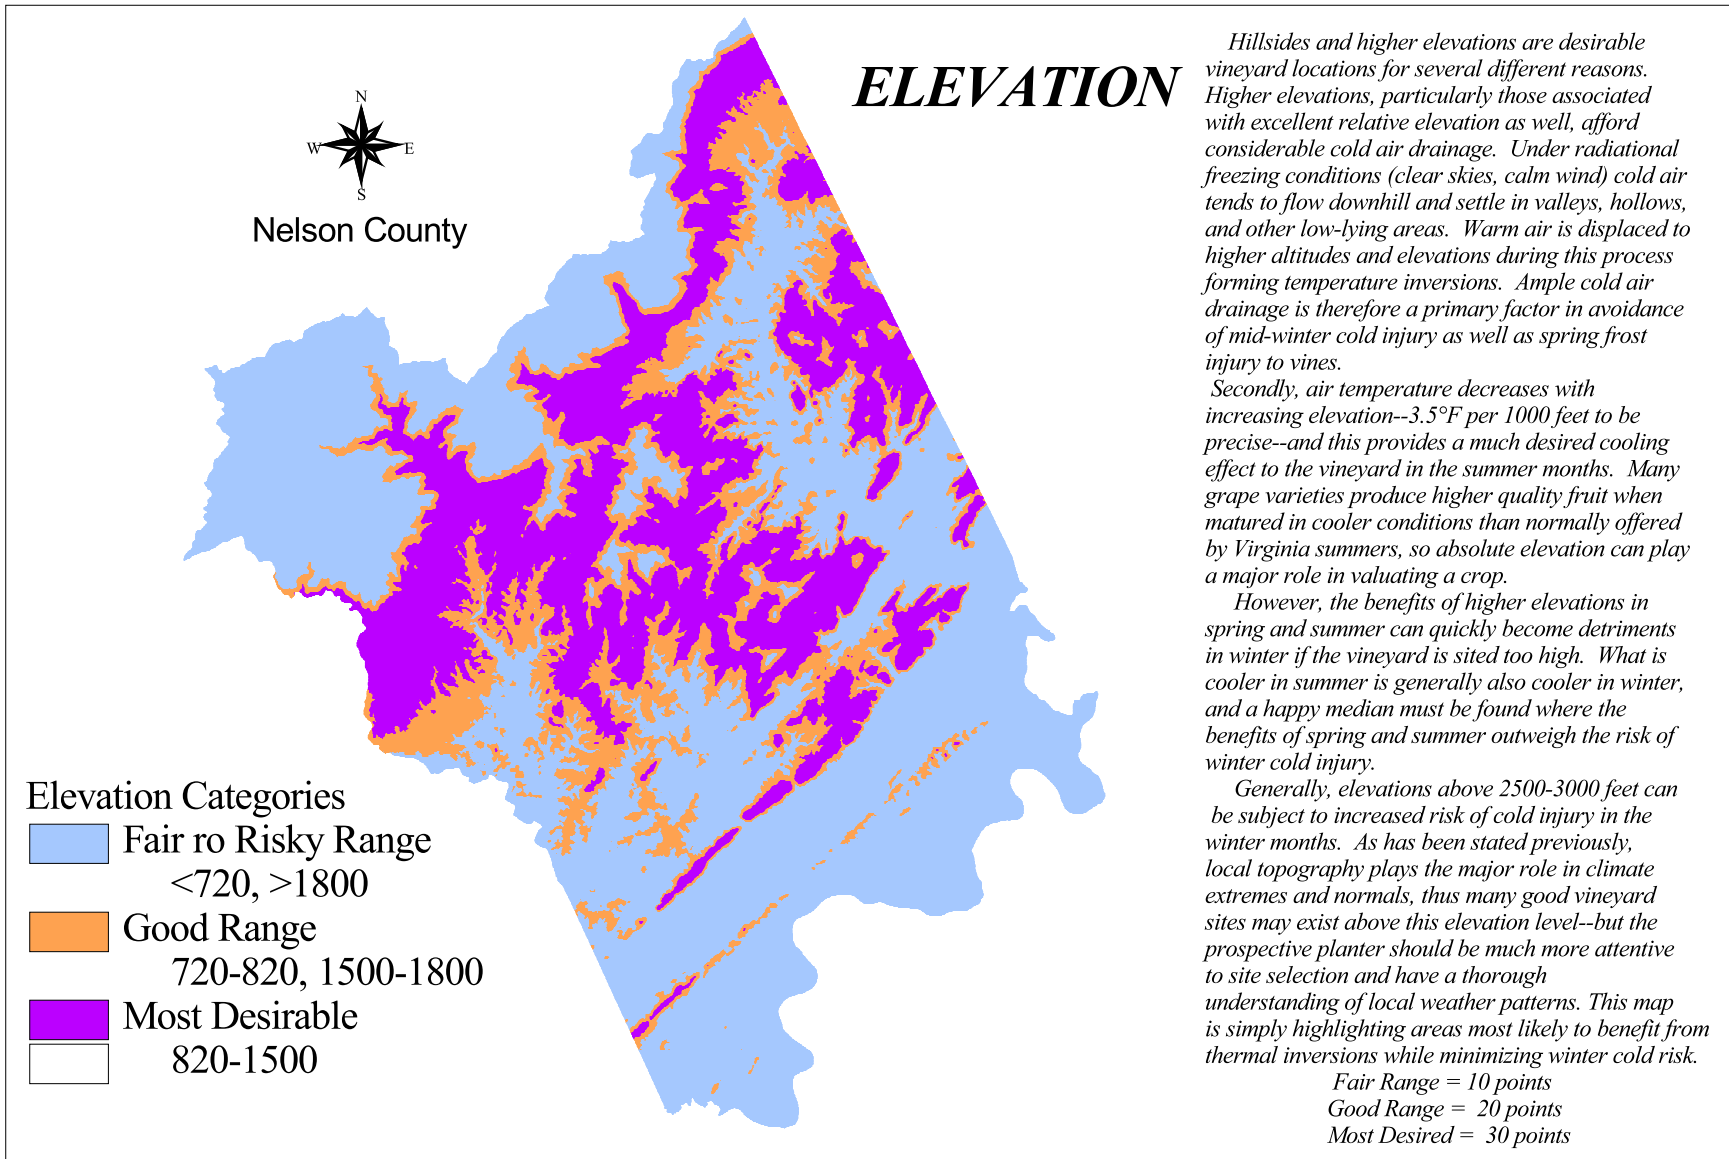 ELEVATION
N
W
E
S
Nelson County
Hillsides and higher elevations are desirable
vineyard locations for several different reasons.
Higher elevations, particularly those associated
with excellent relative elevation as well, afford
considerable cold air drainage.  Under radiational
freezing conditions (clear skies, calm wind) cold air
tends to flow downhill and settle in valleys, hollows,
and other low-lying areas.  Warm air is displaced to
higher altitudes and elevations during this process
forming temperature inversions.  Ample cold air
drainage is therefore a primary factor in avoidance
of mid-winter cold injury as well as spring frost
injury to vines.
Secondly, air temperature decreases with
increasing elevation--3.5°F per 1000 feet to be
precise--and this provides a much desired cooling
effect to the vineyard in the summer months.  Many
grape varieties produce higher quality fruit when
matured in cooler conditions than normally offered
by Virginia summers, so absolute elevation can play
a major role in valuating a crop.
However, the benefits of higher elevations in
spring and summer can quickly become detriments
in winter if the vineyard is sited too high.  What is
cooler in summer is generally also cooler in winter,
and a happy median must be found where the
benefits of spring and summer outweigh the risk of
winter cold injury.
Generally, elevations above 2500-3000 feet can
be subject to increased risk of cold injury in the
winter months.  As has been stated previously,
local topography plays the major role in climate
extremes and normals, thus many good vineyard
sites may exist above this elevation level--but the
prospective planter should be much more attentive
to site selection and have a thorough
understanding of local weather patterns. This map
is simply highlighting areas most likely to benefit from
thermal inversions while minimizing winter cold risk.
Fair Range = 10 points
Good Range =  20 points
Most Desired =  30 points
Elevation Categories
Fair ro Risky Range
<720, >1800
Good Range
720-820, 1500-1800
Most Desirable
820-1500